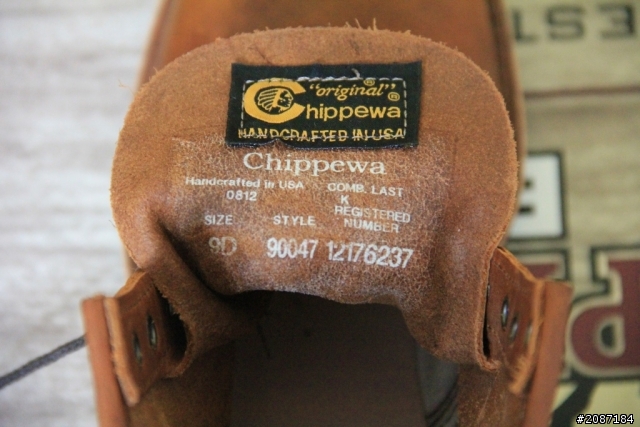 "original"®
Chippewa®
HANDCRAFTED IN USA
Chippewa
Handcrafted in USA COMB. LAST
0812 K
REGISTERED
SIZE STYLE NUMBER
9D 90047 12176237
EST
#2087184